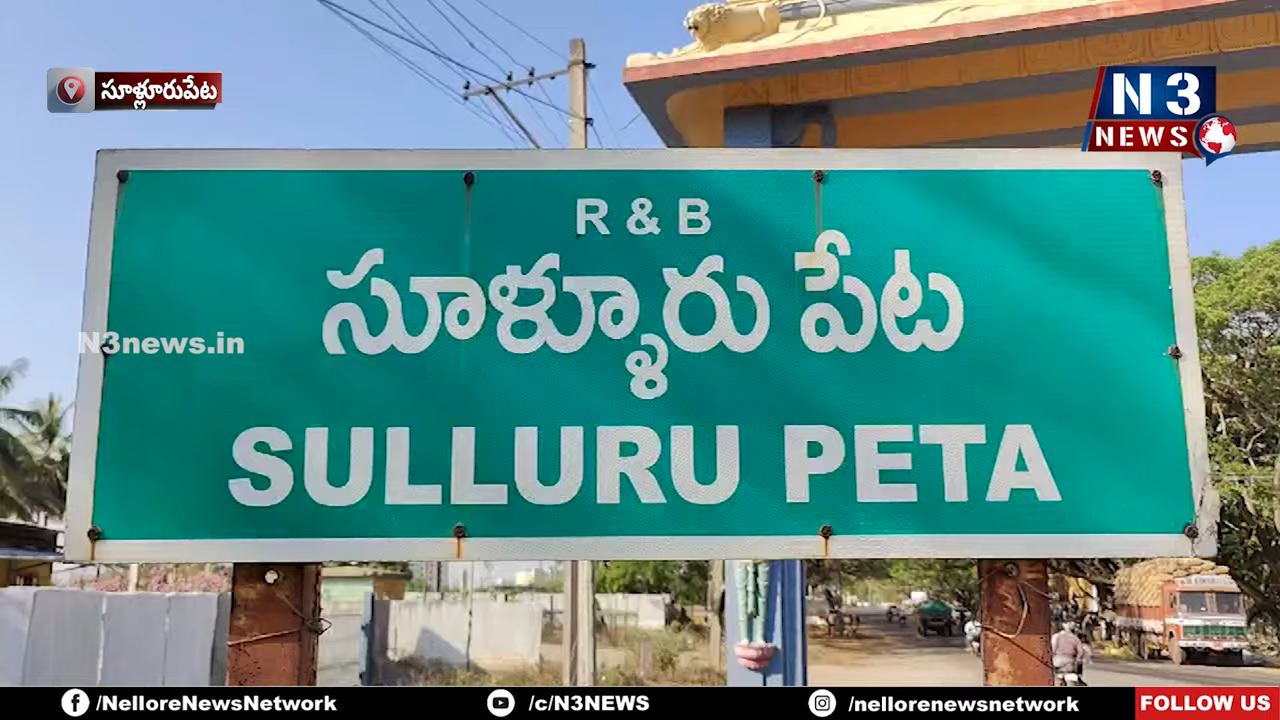 సూళ్లూరుపేట
N3
NEWS
R & B
సూళ్ళూరు పేట
N3news.in
SULLURU PETA
/NelloreNewsNetwork
/c/N3NEWS
/nellorenewsnetwork
FOLLOW US